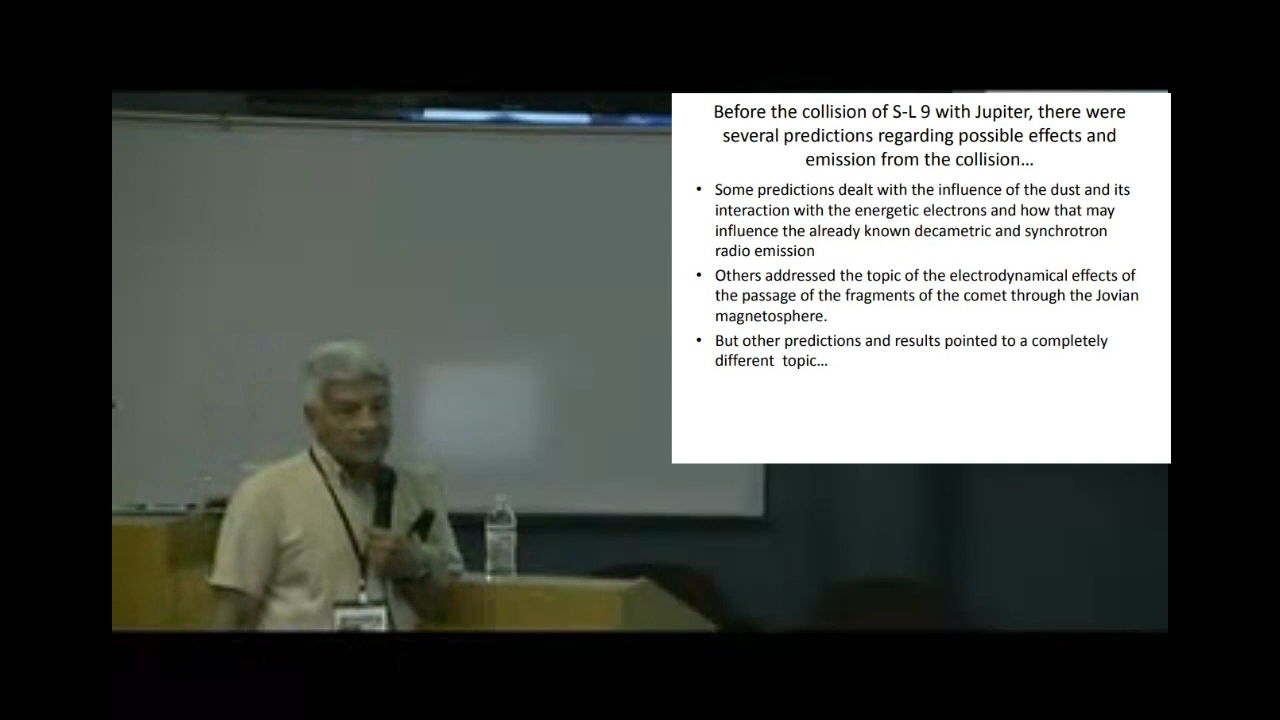 Before the collision of S-L 9 with Jupiter, there were
several predictions regarding possible effects and
emission from the collision…
• Some predictions dealt with the influence of the dust and its
interaction with the energetic electrons and how that may
influence the already known decametric and synchrotron
radio emission
• Others addressed the topic of the electrodynamical effects of
the passage of the fragments of the comet through the Jovian
magnetosphere.
• But other predictions and results pointed to a completely
different  topic…